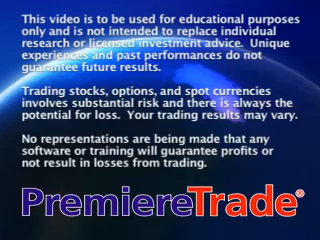 This video is to be used for educational purposes
only and is not intended to replace individual
research or licensed investment advice.  Unique
experiences and past performances do not
guarantee future results.
Trading stocks, options, and spot currencies
involves substantial risk and there is always the
potential for loss.  Your trading results may vary.
No representations are being made that any
software or training will guarantee profits or
not result in losses from trading.
PremiereTrade®